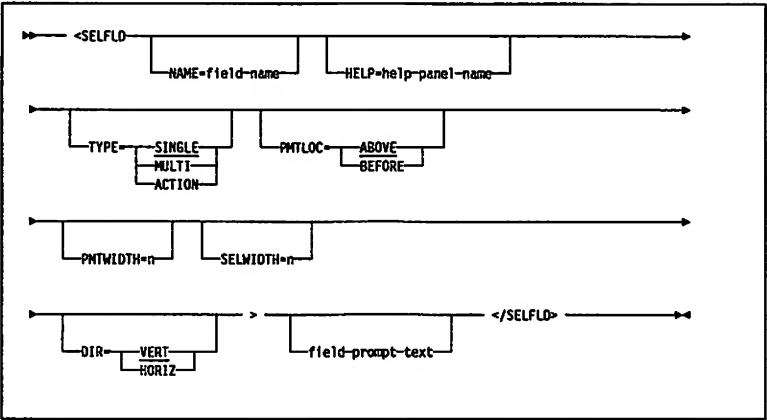 <SELFLD
NAME=field-name
HELP=help-panel-name
TYPE=
SINGLE
MULTI
ACTION
PMTLOC=
ABOVE
BEFORE
PMTWIDTH=n
SELWIDTH=n
DIR=
VERT
HORIZ
>
field-prompt-text
</SELFLD>